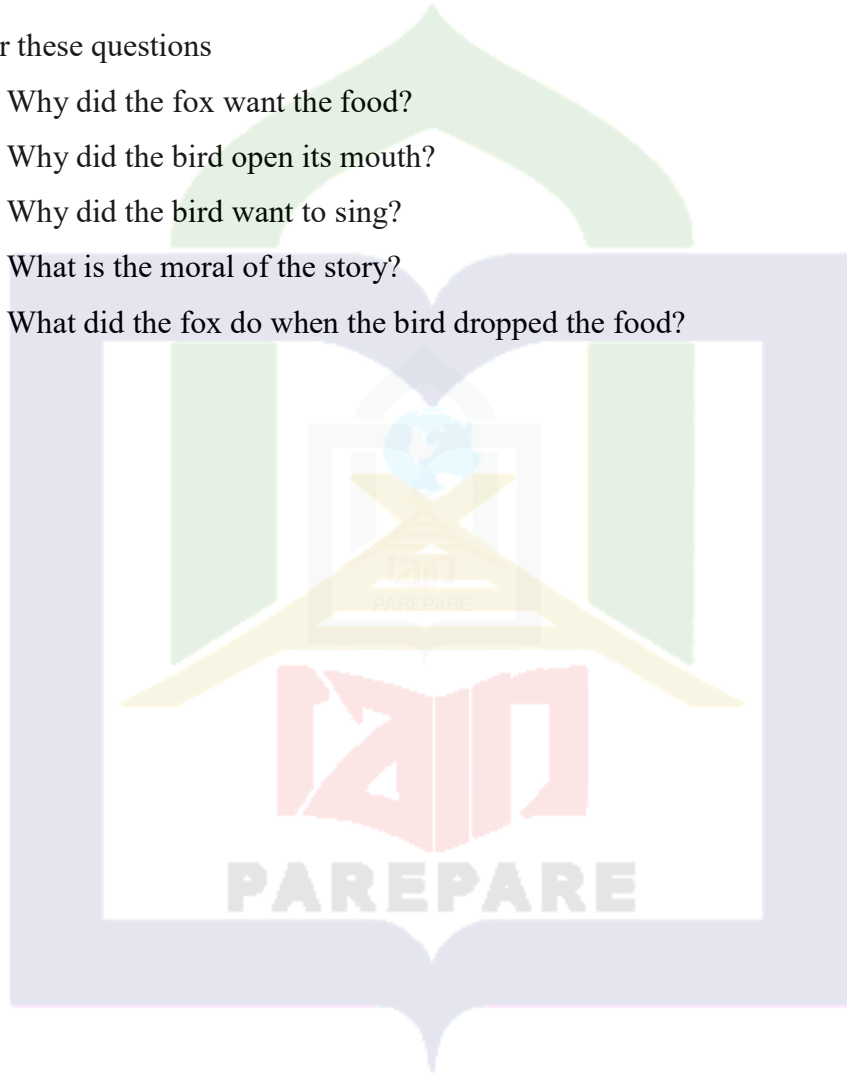 r these questions
Why did the fox want the food?
Why did the bird open its mouth?
Why did the bird want to sing?
What is the moral of the story?
What did the fox do when the bird dropped the food?
iain
PAREPARE
iain
PAREPARE